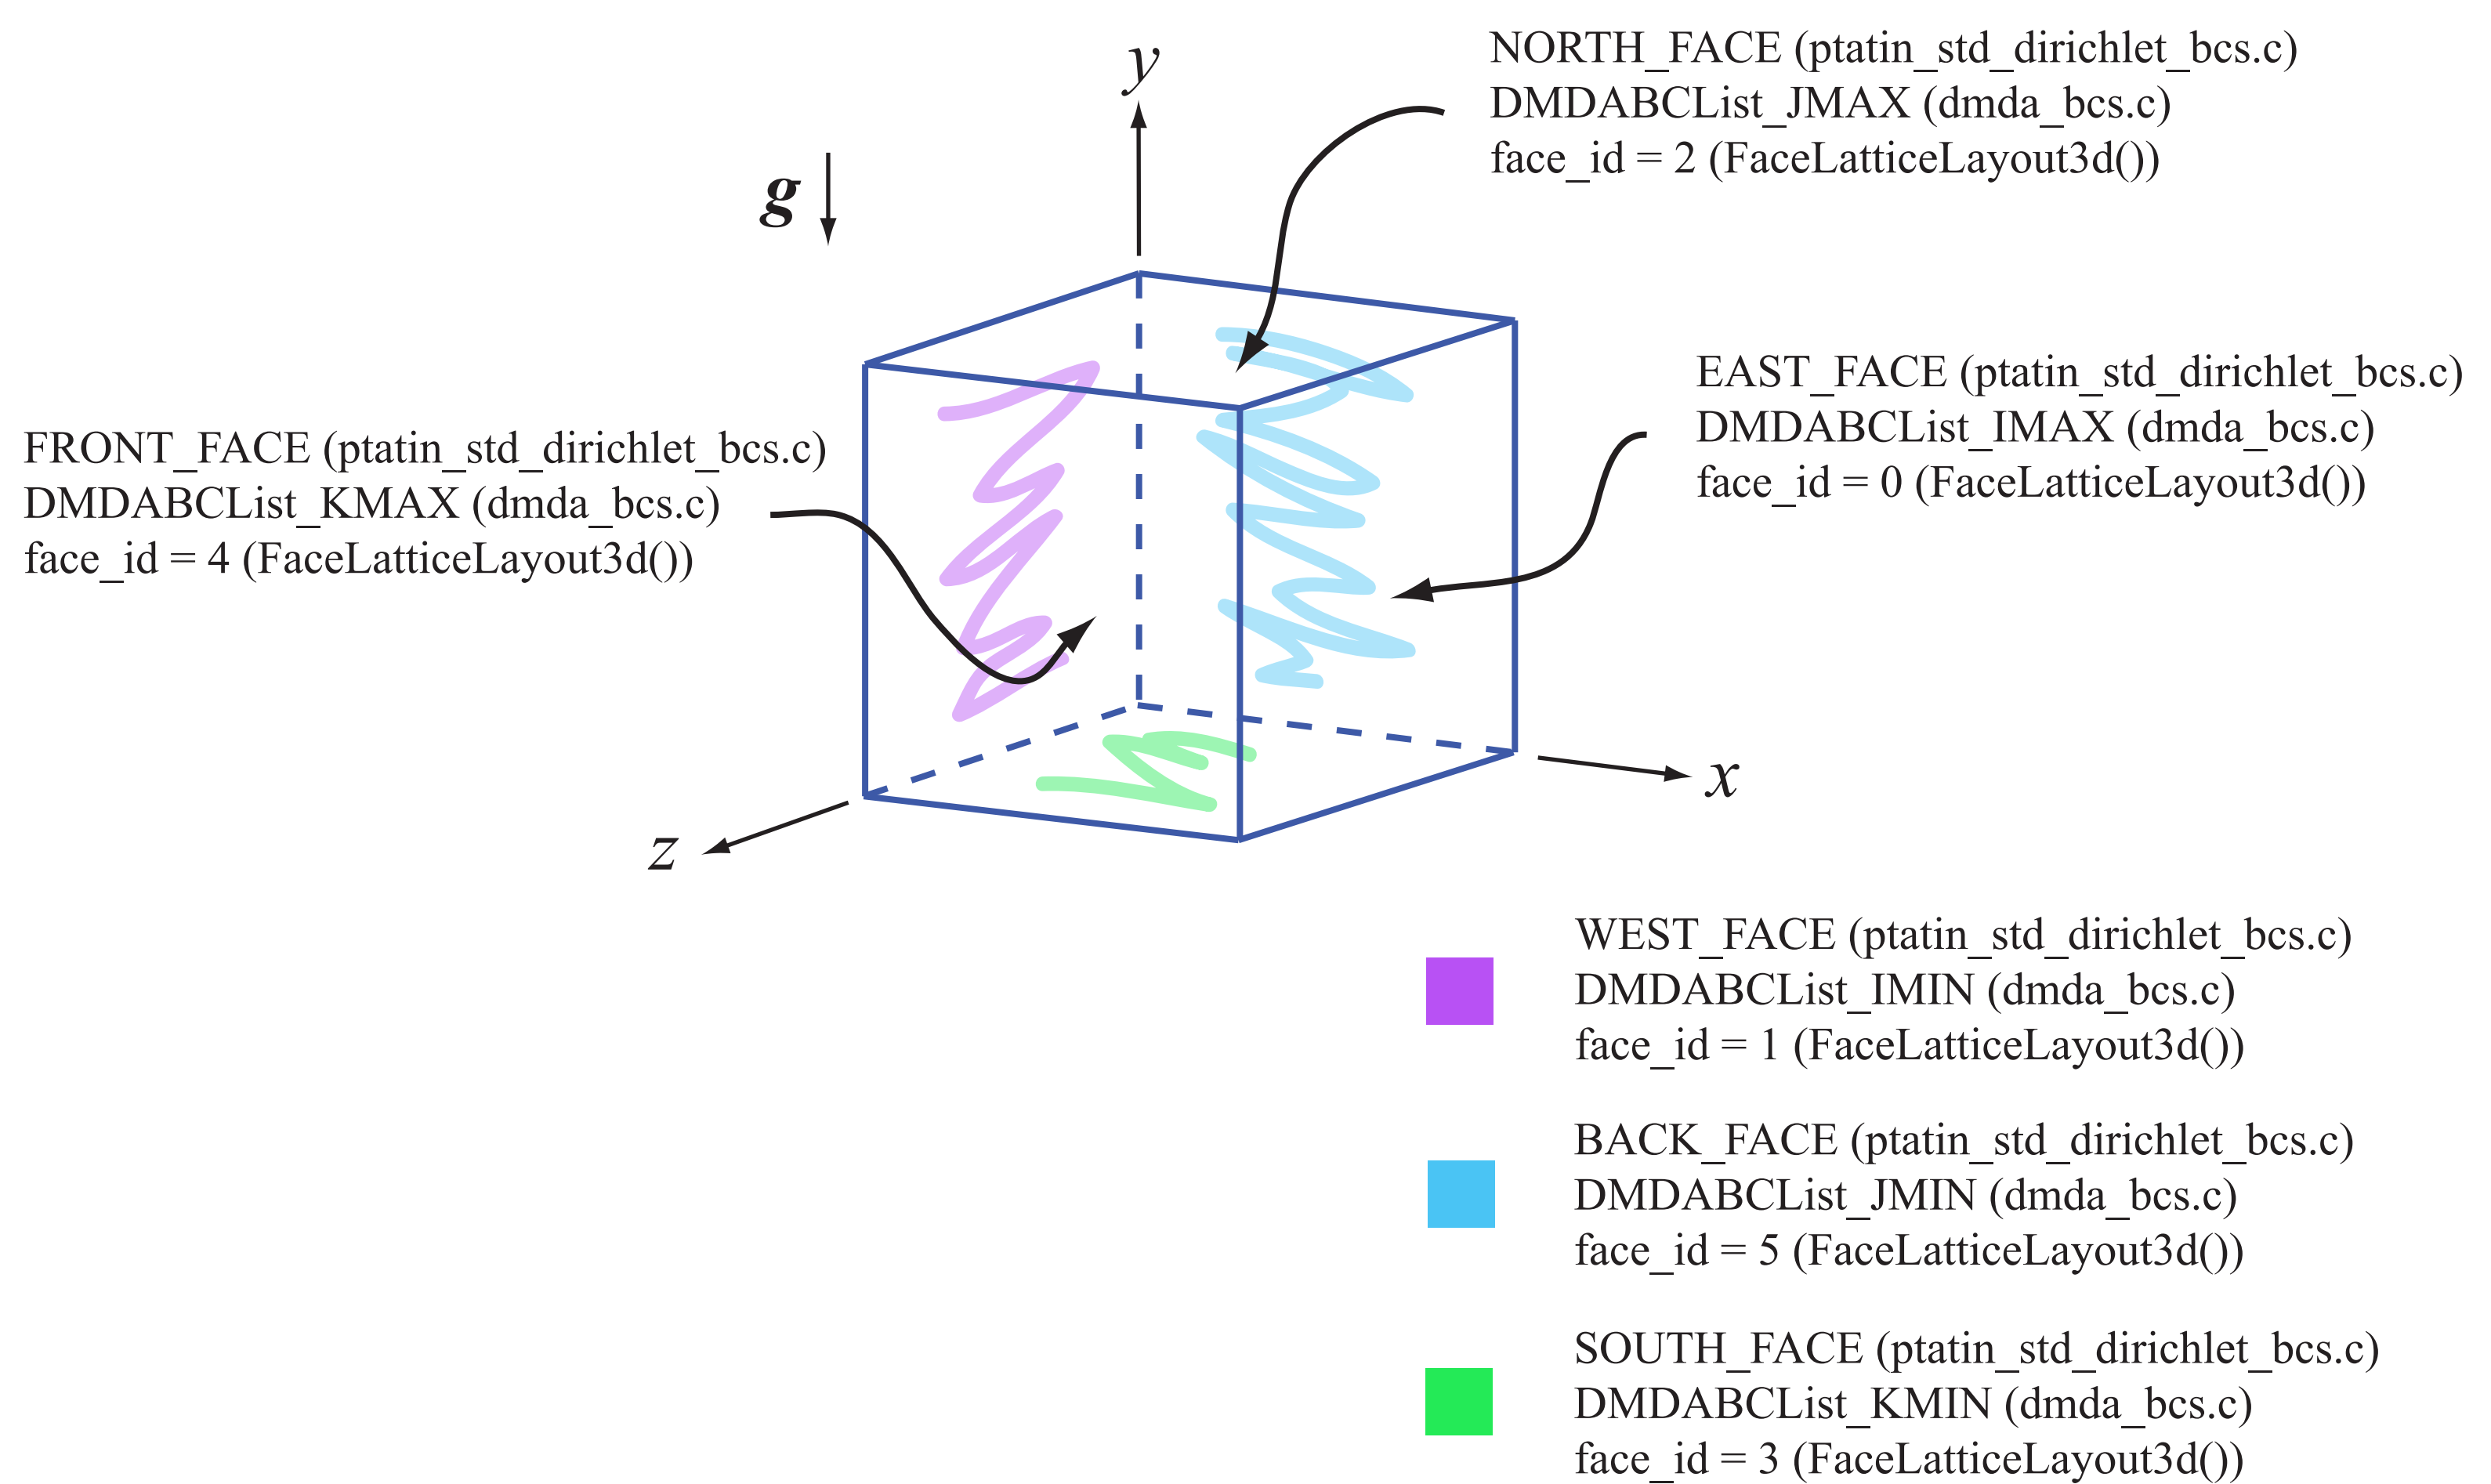 y
g
NORTH_FACE (ptatin_std_dirichlet_bcs.c)
DMDABCList_JMAX (dmda_bcs.c)
face_id = 2 (FaceLatticeLayout3d())
EAST_FACE (ptatin_std_dirichlet_bcs.c)
DMDABCList_IMAX (dmda_bcs.c)
face_id = 0 (FaceLatticeLayout3d())
FRONT_FACE (ptatin_std_dirichlet_bcs.c)
DMDABCList_KMAX (dmda_bcs.c)
face_id = 4 (FaceLatticeLayout3d())
x
z
WEST_FACE (ptatin_std_dirichlet_bcs.c)
DMDABCList_IMIN (dmda_bcs.c)
face_id = 1 (FaceLatticeLayout3d())
BACK_FACE (ptatin_std_dirichlet_bcs.c)
DMDABCList_JMIN (dmda_bcs.c)
face_id = 5 (FaceLatticeLayout3d())
SOUTH_FACE (ptatin_std_dirichlet_bcs.c)
DMDABCList_KMIN (dmda_bcs.c)
face_id = 3 (FaceLatticeLayout3d())